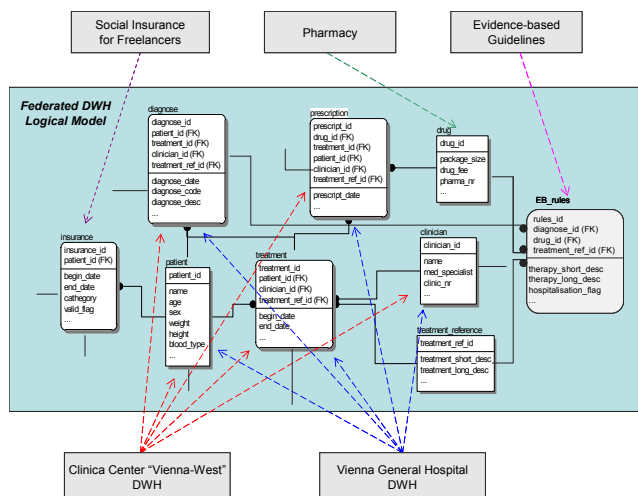 Social Insurance
for Freelancers
Pharmacy
Evidence-based
Guidelines
Federated DWH
Logical Model
diagnose
diagnose_id
patient_id (FK)
treatment_id (FK)
clinician_id (FK)
treatment_ref_id (FK)
diagnose_date
diagnose_code
diagnose_desc
...
prescription
prescript_id
drug_id (FK)
treatment_id (FK)
patient_id (FK)
clinician_id (FK)
treatment_ref_id (FK)
prescript_date
...
drug
drug_id
package_size
drug_fee
pharma_nr
...
EB_rules
rules_id
diagnose_id (FK)
drug_id (FK)
treatment_ref_id (FK)
therapy_short_desc
therapy_long_desc
hospitalisation_flag
...
insurance
insurance_id
patient_id (FK)
begin_date
end_date
cathegory
valid_flag
...
patient
patient_id
name
age
sex
weight
height
blood_type
...
treatment
treatment_id
patient_id (FK)
clinician_id (FK)
treatment_ref_id (FK)
begin_date
end_date
...
clinician
clinician_id
name
med_specialist
clinic_nr
...
treatment_reference
treatment_ref_id
treatment_short_desc
treatment_long_desc
...
Clinica Center "Vienna-West"
DWH
Vienna General Hospital
DWH